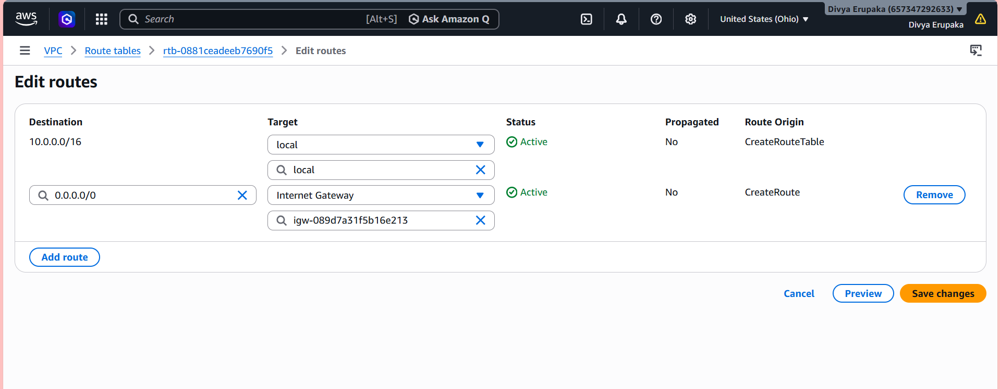 aws
Search [Alt+S] Ask Amazon Q
United States (Ohio)
Divya Erupaka (657347292633)
Divya Erupaka
VPC Route tables rtb-0881ceadeeb7690f5 Edit routes
Edit routes
Destination Target Status Propagated Route Origin
10.0.0.0/16 local Active No CreateRouteTable
local
0.0.0.0/0 Internet Gateway Active No CreateRoute Remove
igw-089d7a31f5b16e213
Add route
Cancel Preview Save changes